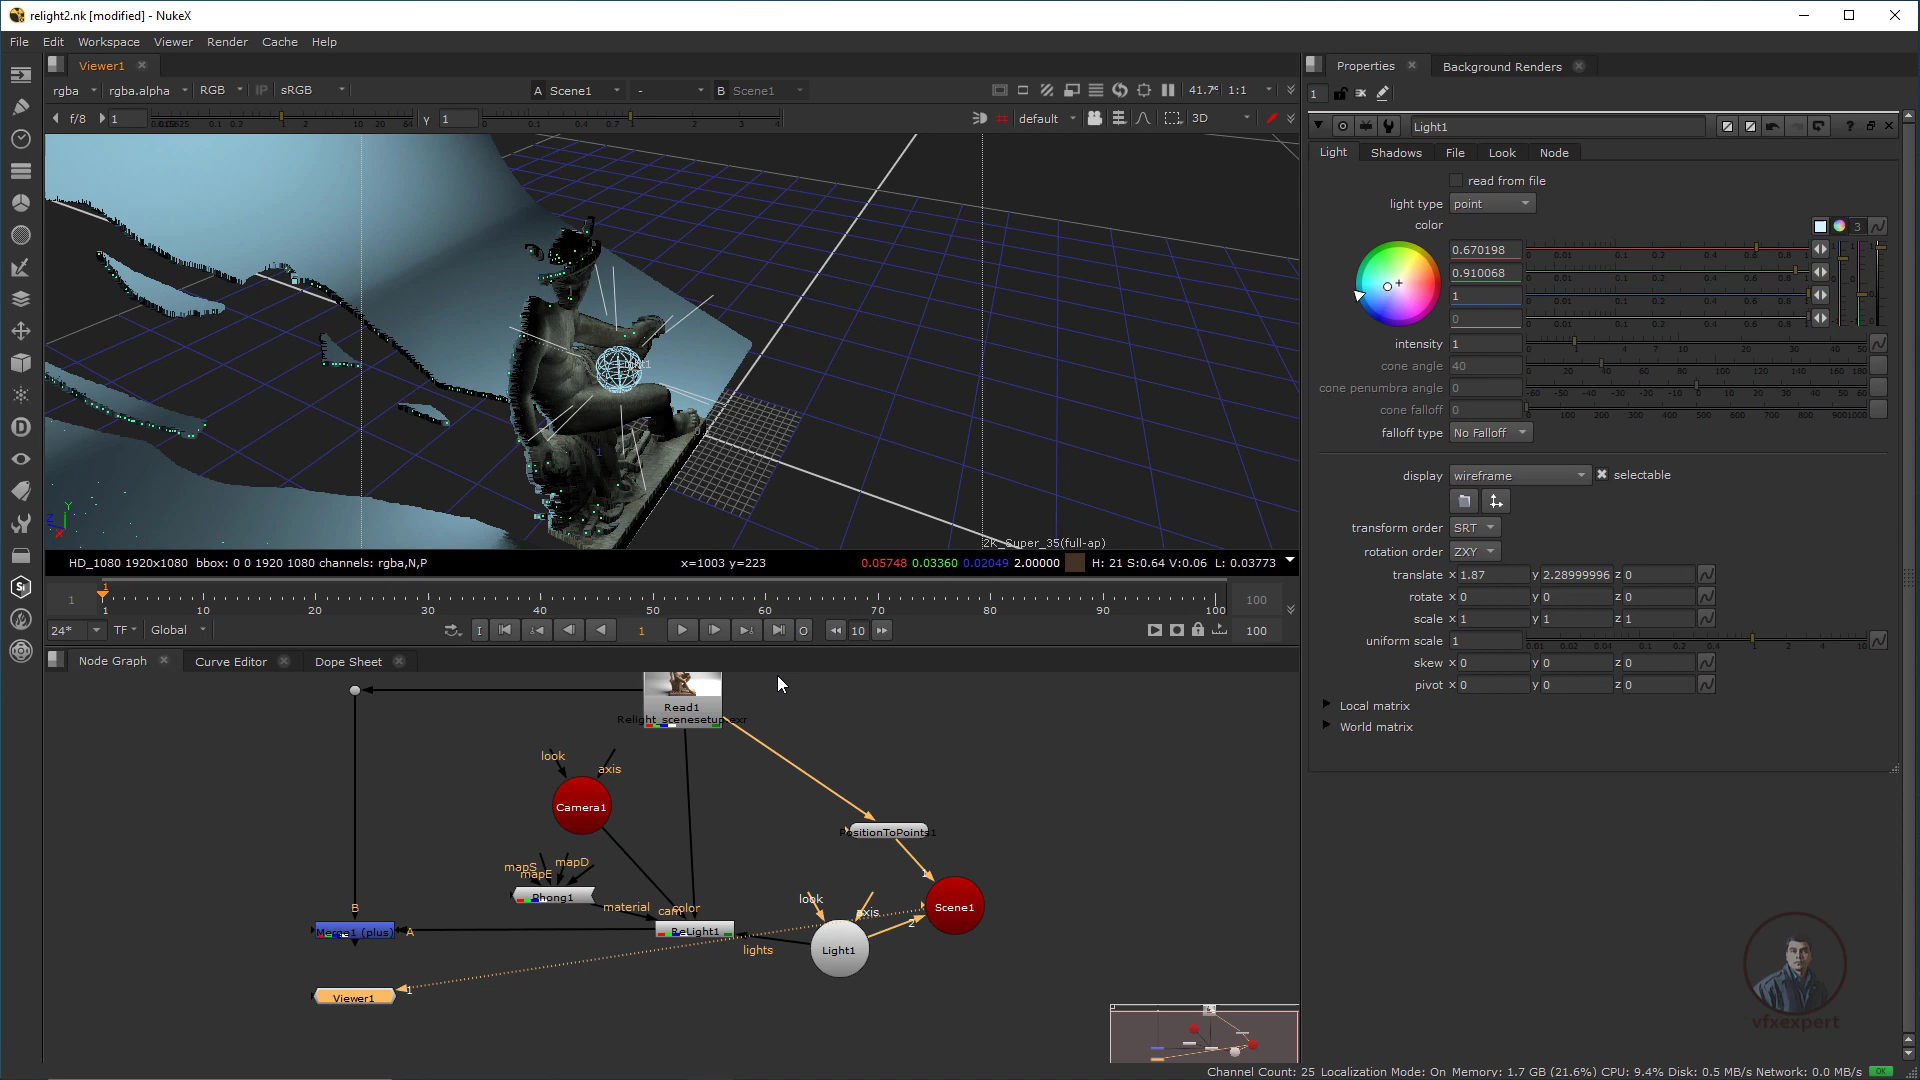 relight2.nk [modified] - NukeX
File Edit Workspace Viewer Render Cache Help
Viewer1
rgba rgba.alpha RGB IP sRGB A Scene1 - B Scene1 41.7% 1:1
f/8 1 y 1 default 3D
Light1
1
2K_Super_35(full-ap)
HD_1080 1920x1080 bbox: 0 0 1920 1080 channels: rgba,N,P x=1003 y=223 0.05748 0.03360 0.02049 2.00000 H: 21 S:0.64 V:0.06 L: 0.03773
1 1 10 20 30 40 50 60 70 80 90 100 100
24* TF Global 1 10 100
Node Graph Curve Editor Dope Sheet
Read1
Relight_scenesetup.exr
look
axis
Camera1
PositionToPoints1
mapS mapD
mapE
Phong1
material cam color
ReLight1
look
axis
Scene1
1
2
Light1
lights
B
Merge1 (plus) A
Viewer1 1
Properties Background Renders
1
Light1
Light Shadows File Look Node
read from file
light type point
color
3
0.670198
0.910068
1
0
intensity 1
cone angle 40
cone penumbra angle 0
cone falloff 0
falloff type No Falloff
display wireframe selectable
transform order SRT
rotation order ZXY
translate x 1.87 y 2.28999996 z 0
rotate x 0 y 0 z 0
scale x 1 y 1 z 1
uniform scale 1
skew x 0 y 0 z 0
pivot x 0 y 0 z 0
Local matrix
World matrix
vfxexpert
Channel Count: 25 Localization Mode: On Memory: 1.7 GB (21.6%) CPU: 9.4% Disk: 0.5 MB/s Network: 0.0 MB/s OK